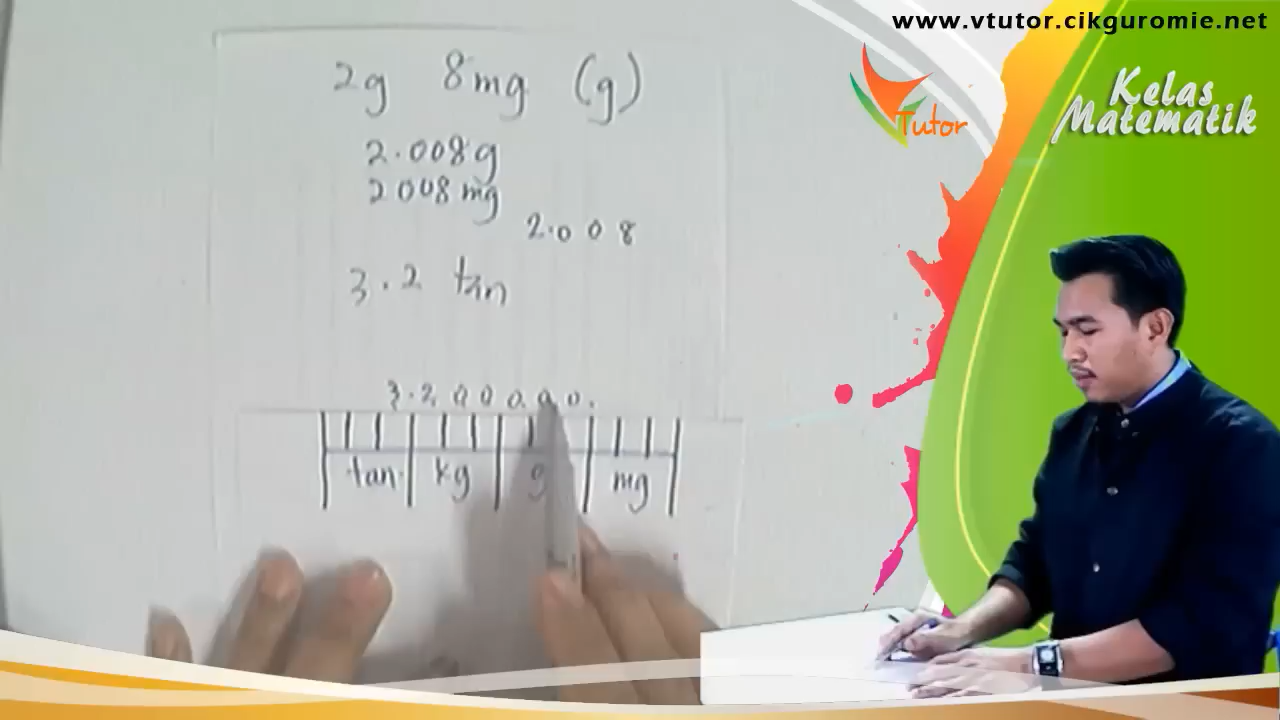 www.vtutor.cikguromie.net
Tutor
Kelas
Matematik
2g 8mg (g)
2.008g
2008mg
2.008
3.2 tan
3.200000.
tan kg g mg